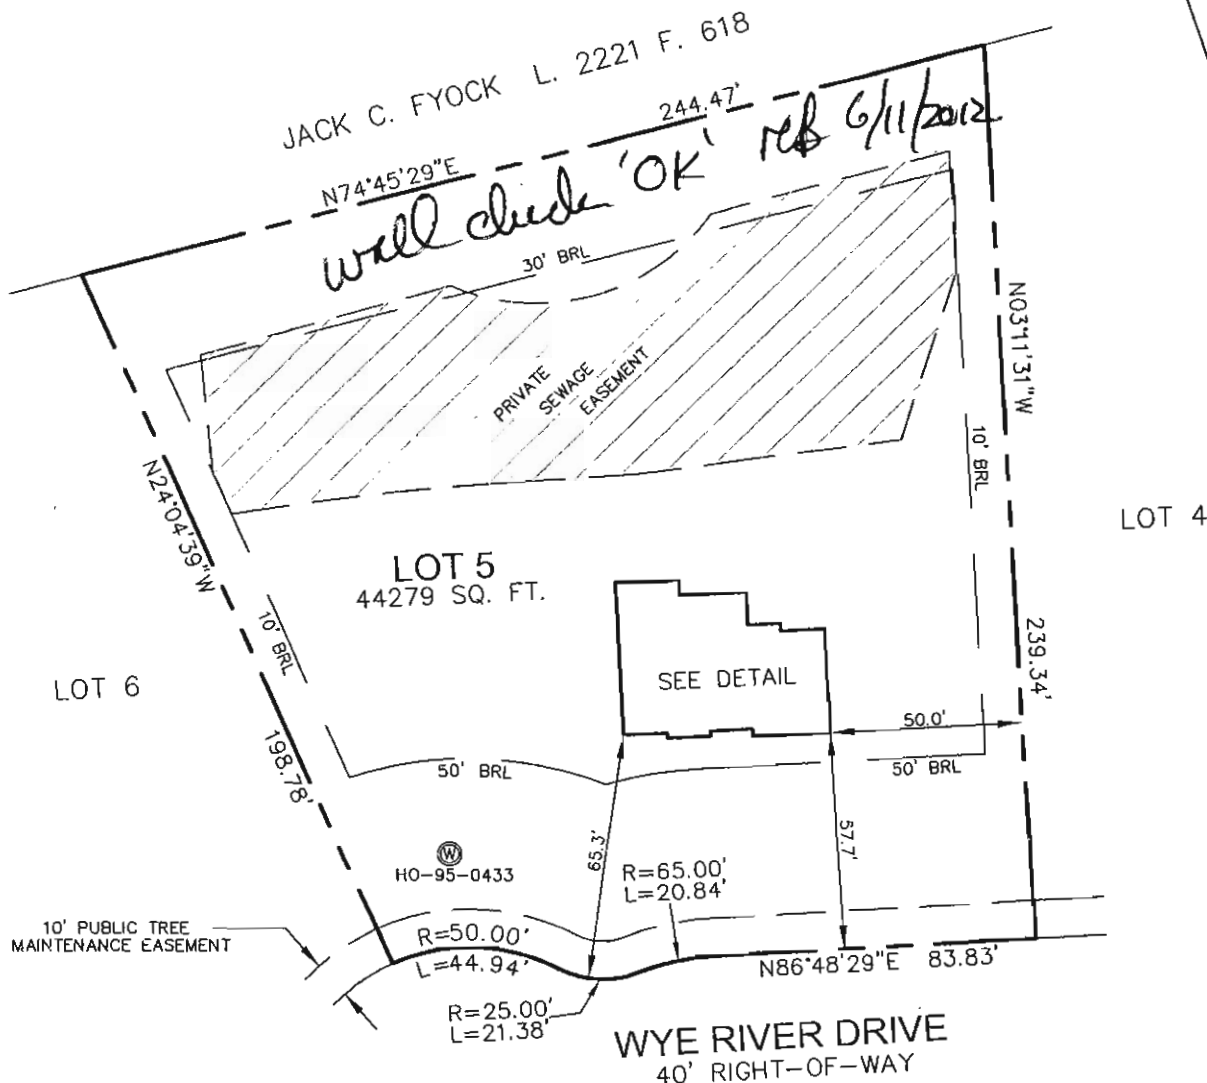 JACK C. FYOCK L. 2221 F. 618
244.47'
N74°45'29"E
wall check 'OK' 6/11/2012
30' BRL
PRIVATE
SEWAGE
EASEMENT
N03°11'31"W
10' BRL
N24°04'39"W
LOT 4
LOT 5
44279 SQ. FT.
10' BRL
239.34'
LOT 6
SEE DETAIL
50.0'
198.78'
50' BRL
50' BRL
65.3'
57.7'
W
HO-95-0433
R=65.00'
L=20.84'
10' PUBLIC TREE
MAINTENANCE EASEMENT
R=50.00'
L=44.94'
N86°48'29"E 83.83'
R=25.00'
L=21.38'
WYE RIVER DRIVE
40' RIGHT-OF-WAY